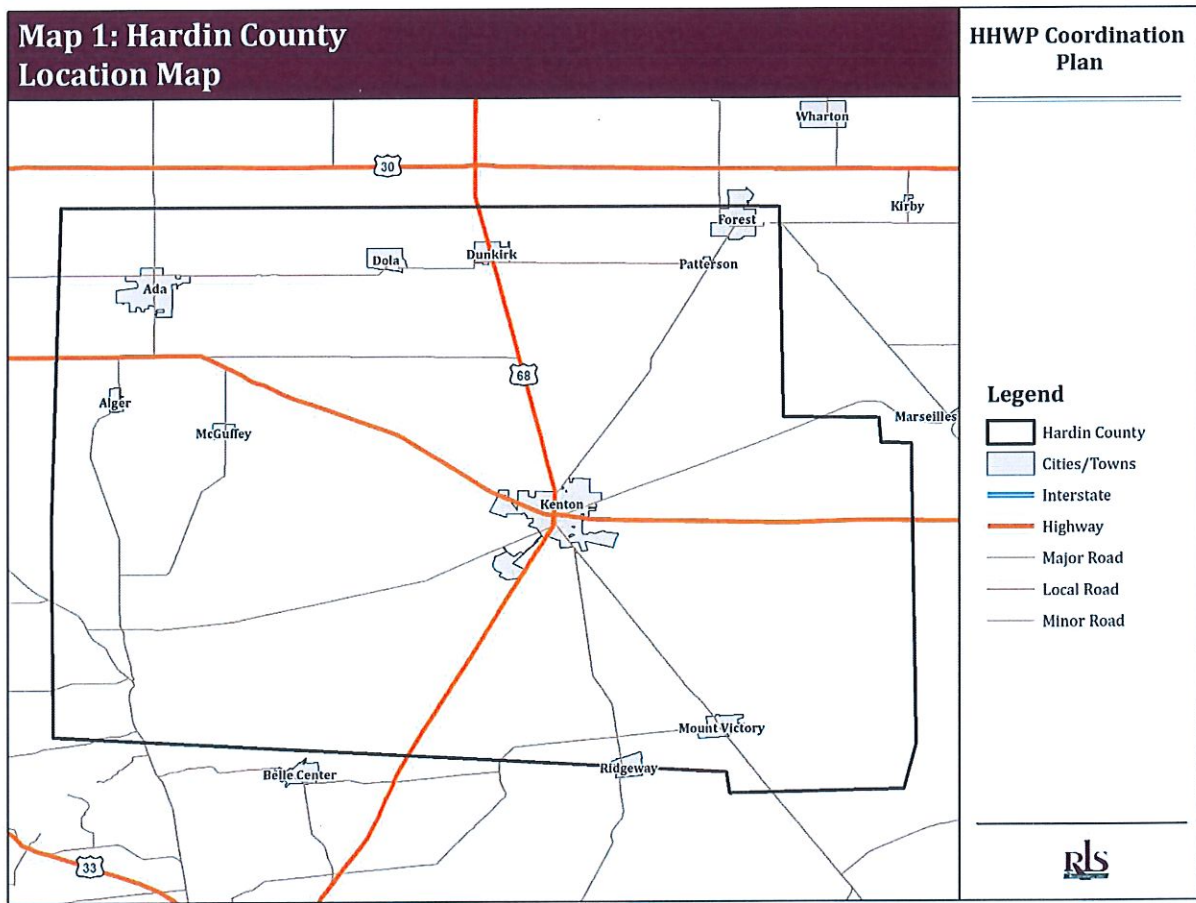 Map 1: Hardin County
Location Map
HHWP Coordination
Plan
Wharton
30
Kirby
Forest
Dunkirk
Dola
Patterson
Ada
68
Alger
McGuffey
Marseilles
Kenton
Mount Victory
Ridgeway
Belle Center
33
Legend
Hardin County
Cities/Towns
Interstate
Highway
Major Road
Local Road
Minor Road
RLS